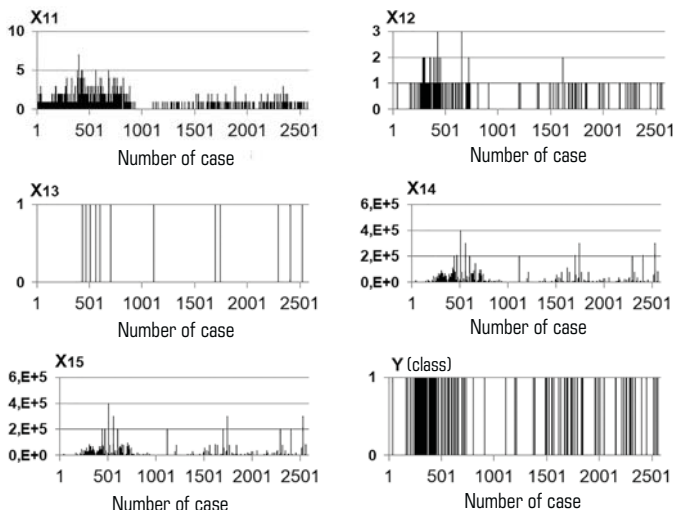 X11
10
5
0
1 501 1001 1501 2001 2501
Number of case
X12
3
2
1
0
1 501 1001 1501 2001 2501
Number of case
X13
1
0
1 501 1001 1501 2001 2501
Number of case
X14
6,E+5
4,E+5
2,E+5
0,E+0
1 501 1001 1501 2001 2501
Number of case
X15
6,E+5
4,E+5
2,E+5
0,E+0
1 501 1001 1501 2001 2501
Number of case
Y (class)
1
0
1 501 1001 1501 2001 2501
Number of case